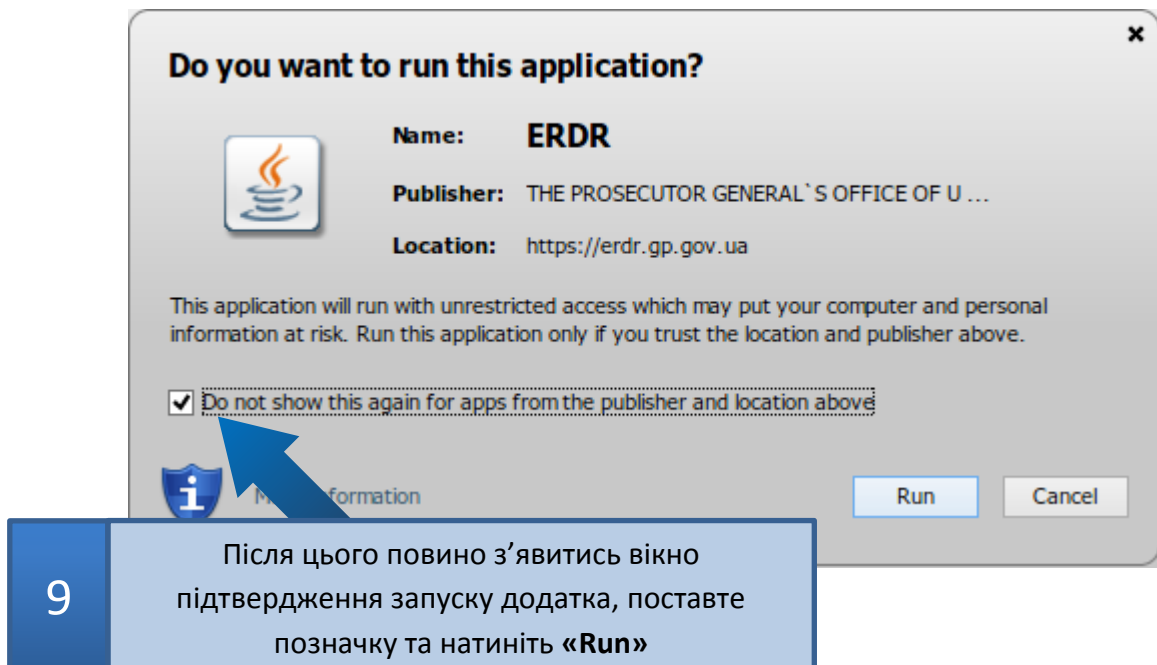 Do you want to run this application?
Name: ERDR
Publisher: THE PROSECUTOR GENERAL`S OFFICE OF U ...
Location: https://erdr.gp.gov.ua
This application will run with unrestricted access which may put your computer and personal
information at risk. Run this application only if you trust the location and publisher above.
Do not show this again for apps from the publisher and location above
formation
Run Cancel
9
Після цього повино з’явитись вікно
підтвердження запуску додатка, поставте
позначку та натиніть «Run»